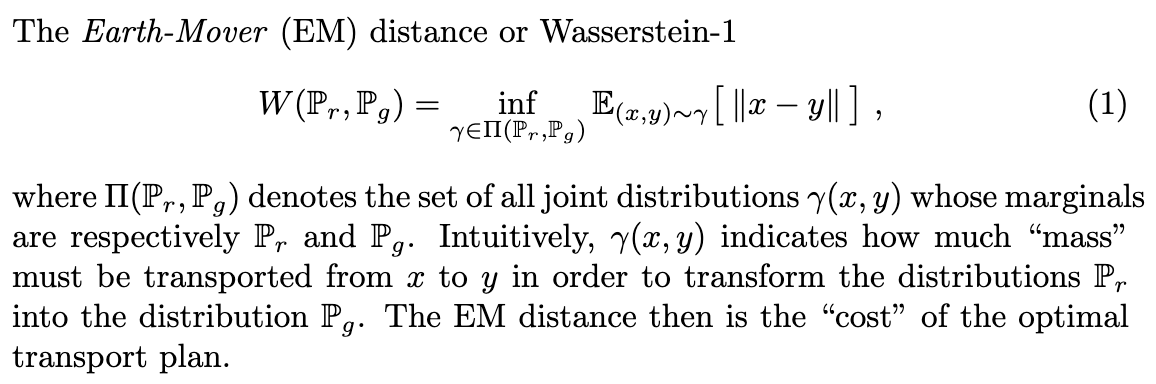 The Earth-Mover (EM) distance or Wasserstein-1
W(ℙ_r, ℙ_g) = inf_{γ∈Π(ℙ_r,ℙ_g)} 𝔼_{(x,y)∼γ}[ ‖x − y‖ ] , (1)
where Π(ℙ_r, ℙ_g) denotes the set of all joint distributions γ(x, y) whose marginals
are respectively ℙ_r and ℙ_g. Intuitively, γ(x, y) indicates how much “mass”
must be transported from x to y in order to transform the distributions ℙ_r
into the distribution ℙ_g. The EM distance then is the “cost” of the optimal
transport plan.